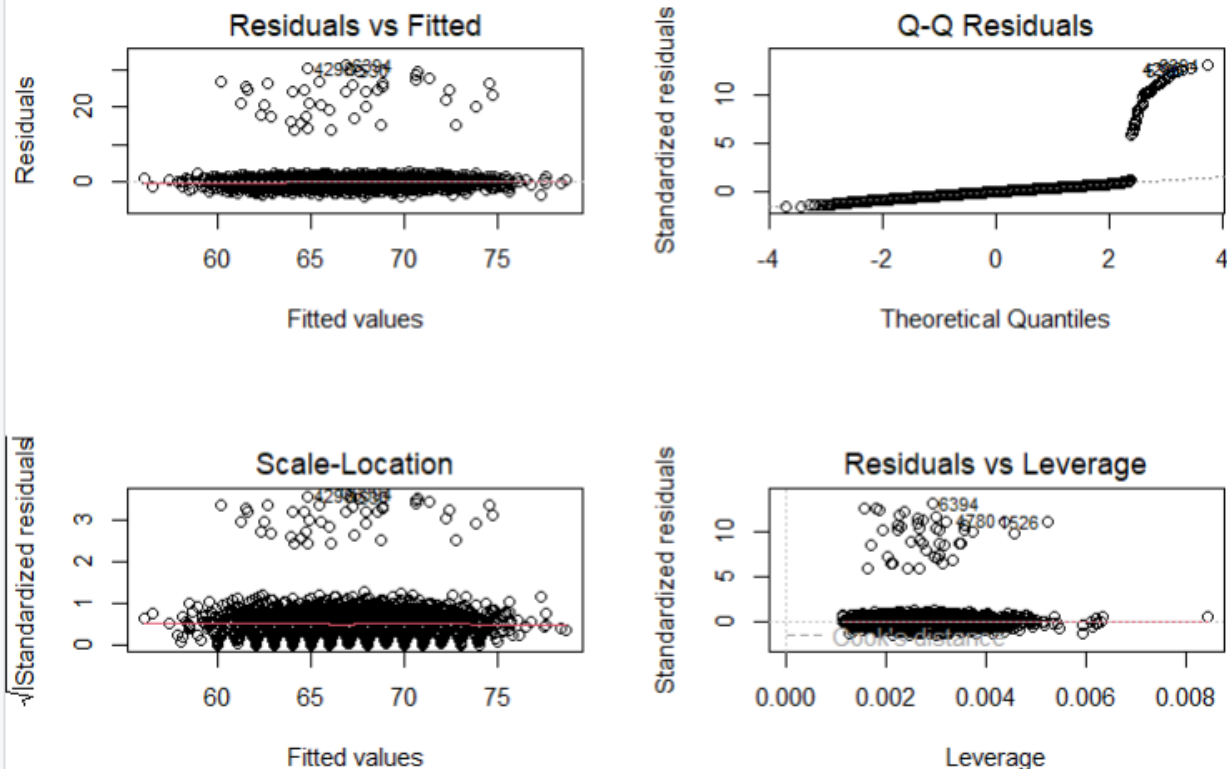 Residuals vs Fitted
Residuals
20
0
6394
60
65
70
75
Fitted values
Q-Q Residuals
Standardized residuals
10
5
0
-4
-2
0
2
4
Theoretical Quantiles
Scale-Location
√|Standardized residuals
3
2
1
0
60
65
70
75
Fitted values
Residuals vs Leverage
Standardized residuals
10
5
0
6394
4780
1526
Cook's distance
0.000
0.002
0.004
0.006
0.008
Leverage